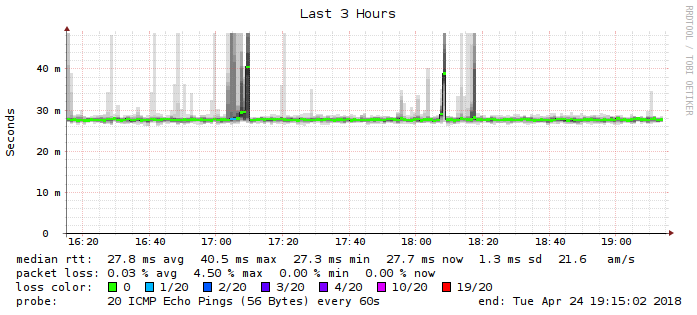 Last 3 Hours
RRDTOOL / TOBI OETIKER
Seconds
40 m
30 m
20 m
10 m
0
16:20 16:40 17:00 17:20 17:40 18:00 18:20 18:40 19:00
median rtt: 27.8 ms avg 40.5 ms max 27.3 ms min 27.7 ms now 1.3 ms sd 21.6 am/s
packet loss: 0.03 % avg 4.50 % max 0.00 % min 0.00 % now
loss color: 0 1/20 2/20 3/20 4/20 10/20 19/20
probe: 20 ICMP Echo Pings (56 Bytes) every 60s end: Tue Apr 24 19:15:02 2018